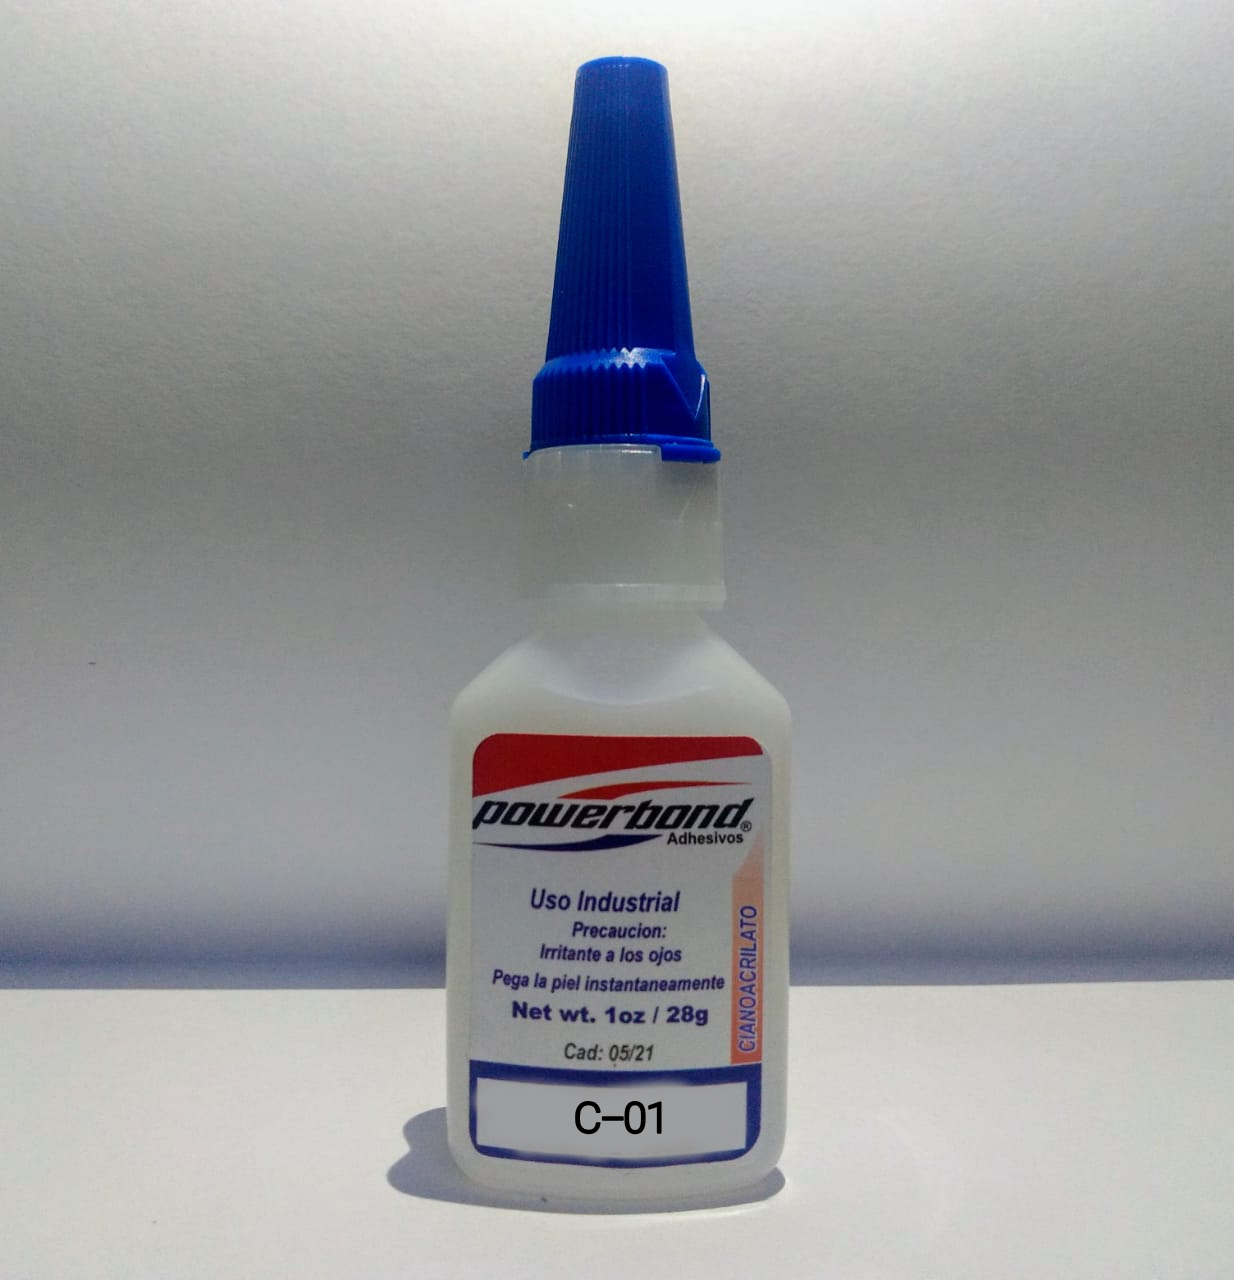 powerbond®
Adhesivos
Uso Industrial
Precaucion:
Irritante a los ojos
Pega la piel instantaneamente
Net wt. 1oz / 28g
Cad: 05/21
CIANOACRILATO
C-01